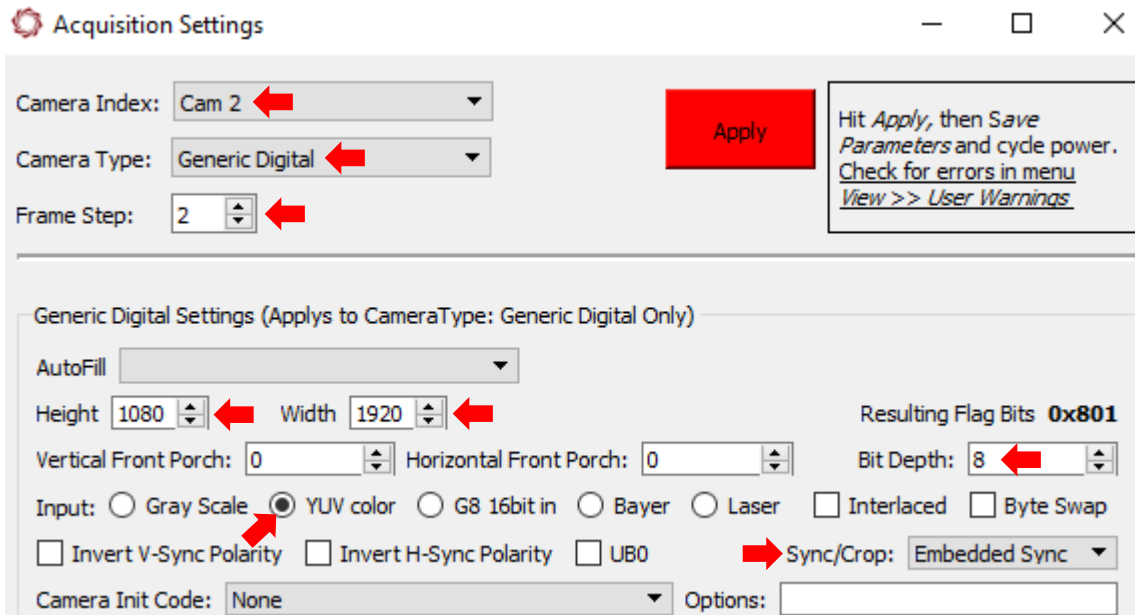 Acquisition Settings
Camera Index: Cam 2
Apply
Hit Apply, then Save
Parameters and cycle power.
Check for errors in menu
View >> User Warnings
Camera Type: Generic Digital
Frame Step: 2
Generic Digital Settings (Applys to CameraType: Generic Digital Only)
AutoFill
Height 1080 Width 1920 Resulting Flag Bits 0x801
Vertical Front Porch: 0 Horizontal Front Porch: 0 Bit Depth: 8
Input: Gray Scale YUV color G8 16bit in Bayer Laser Interlaced Byte Swap
Invert V-Sync Polarity Invert H-Sync Polarity UB0 Sync/Crop: Embedded Sync
Camera Init Code: None Options: